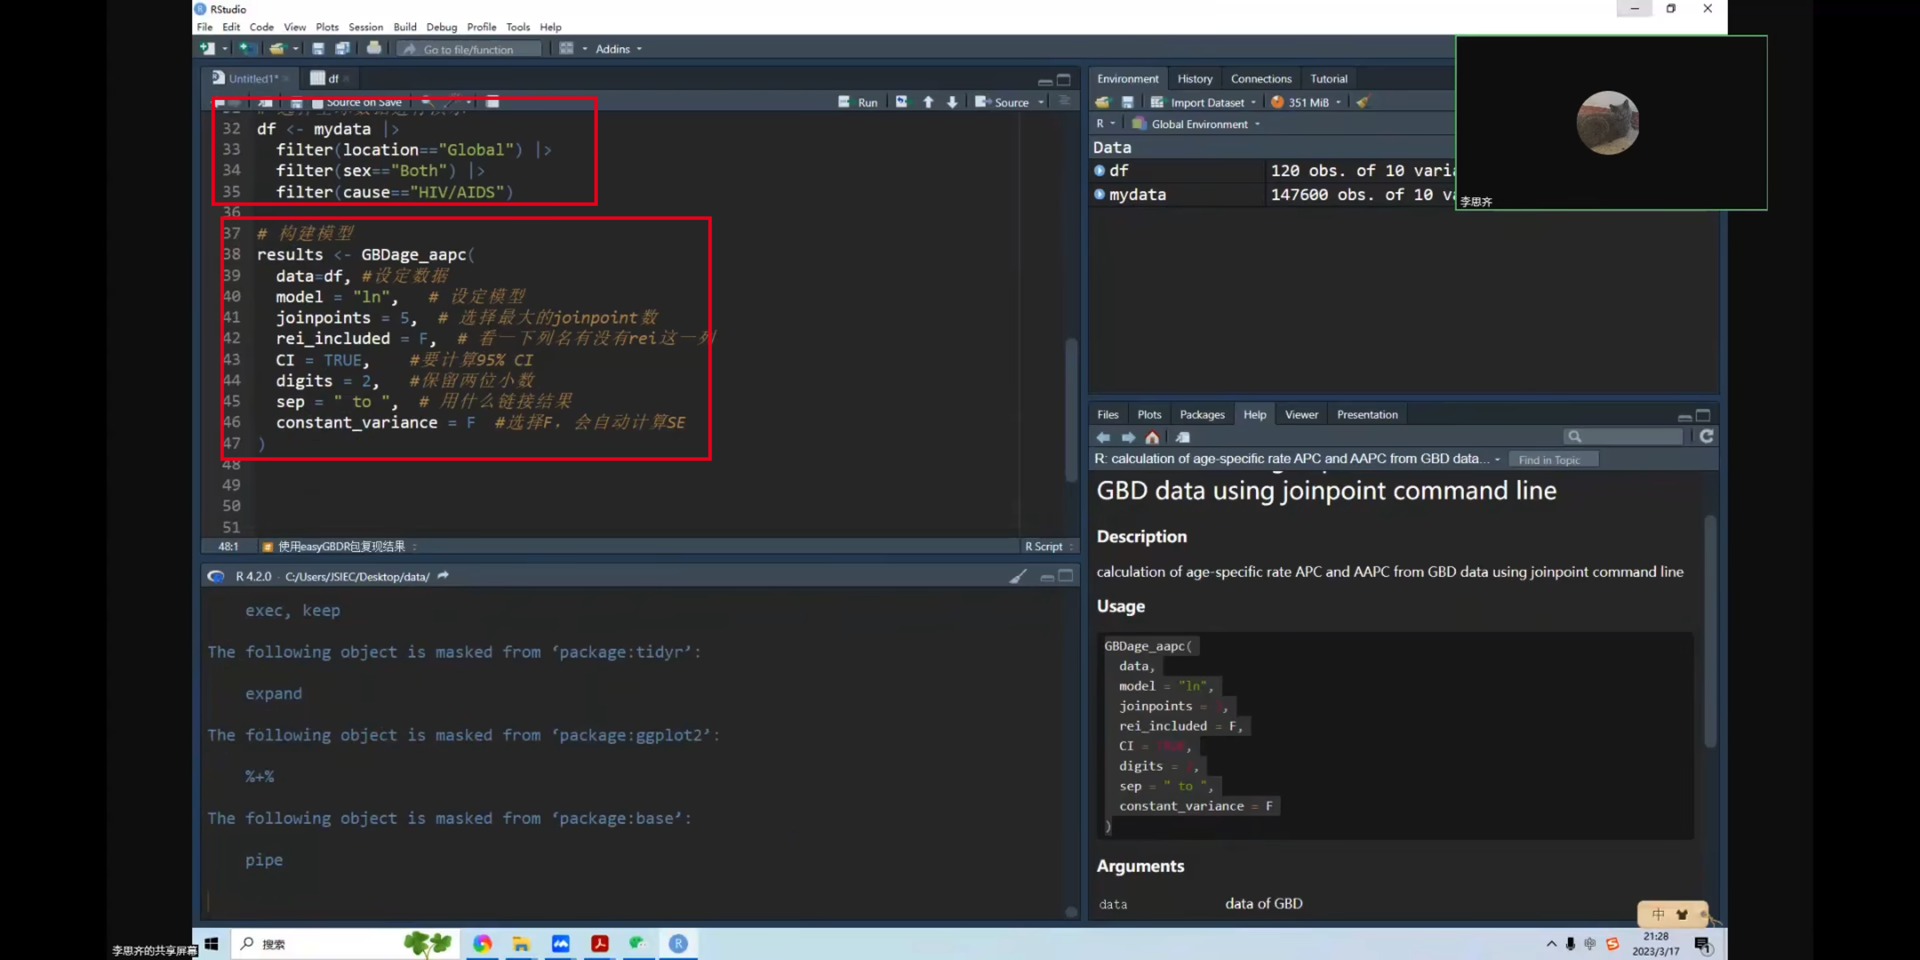 RStudio
File Edit Code View Plots Session Build Debug Profile Tools Help
Go to file/function Addins
Untitled1* df
Source on Save Run Source
32 df <- mydata |>
33 filter(location=="Global") |>
34 filter(sex=="Both") |>
35 filter(cause=="HIV/AIDS")
36
37 # 构建模型
38 results <- GBDage_aapc(
39 data=df, #设定数据
40 model = "ln", # 设定模型
41 joinpoints = 5, # 选择最大的joinpoint数
42 rei_included = F, # 看一下列名有没有rei这一列
43 CI = TRUE, #要计算95% CI
44 digits = 2, #保留两位小数
45 sep = " to ", # 用什么链接结果
46 constant_variance = F #选择F，会自动计算SE
47 )
48
49
50
51
48:1 使用easyGBDR包复现结果 R Script
R 4.2.0 · C:/Users/JSIEC/Desktop/data/
exec, keep
The following object is masked from ‘package:tidyr’:
expand
The following object is masked from ‘package:ggplot2’:
%+%
The following object is masked from ‘package:base’:
pipe
Environment History Connections Tutorial
Import Dataset 351 MiB
R Global Environment
Data
df 120 obs. of 10 vari
mydata 147600 obs. of 10 v
李思齐
Files Plots Packages Help Viewer Presentation
R: calculation of age-specific rate APC and AAPC from GBD data... Find in Topic
GBD data using joinpoint command line
Description
calculation of age-specific rate APC and AAPC from GBD data using joinpoint command line
Usage
GBDage_aapc(
data,
model = "ln",
joinpoints = ,
rei_included = F,
CI = TRUE,
digits = ,
sep = " to ",
constant_variance = F
)
Arguments
data data of GBD
中
李思齐的共享屏幕
搜索
21:28
2023/3/17